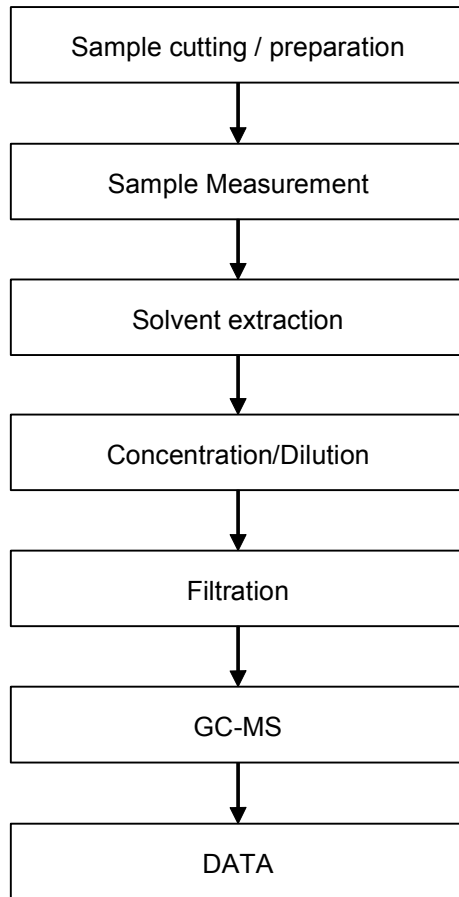 Sample cutting / preparation
Sample Measurement
Solvent extraction
Concentration/Dilution
Filtration
GC-MS
DATA